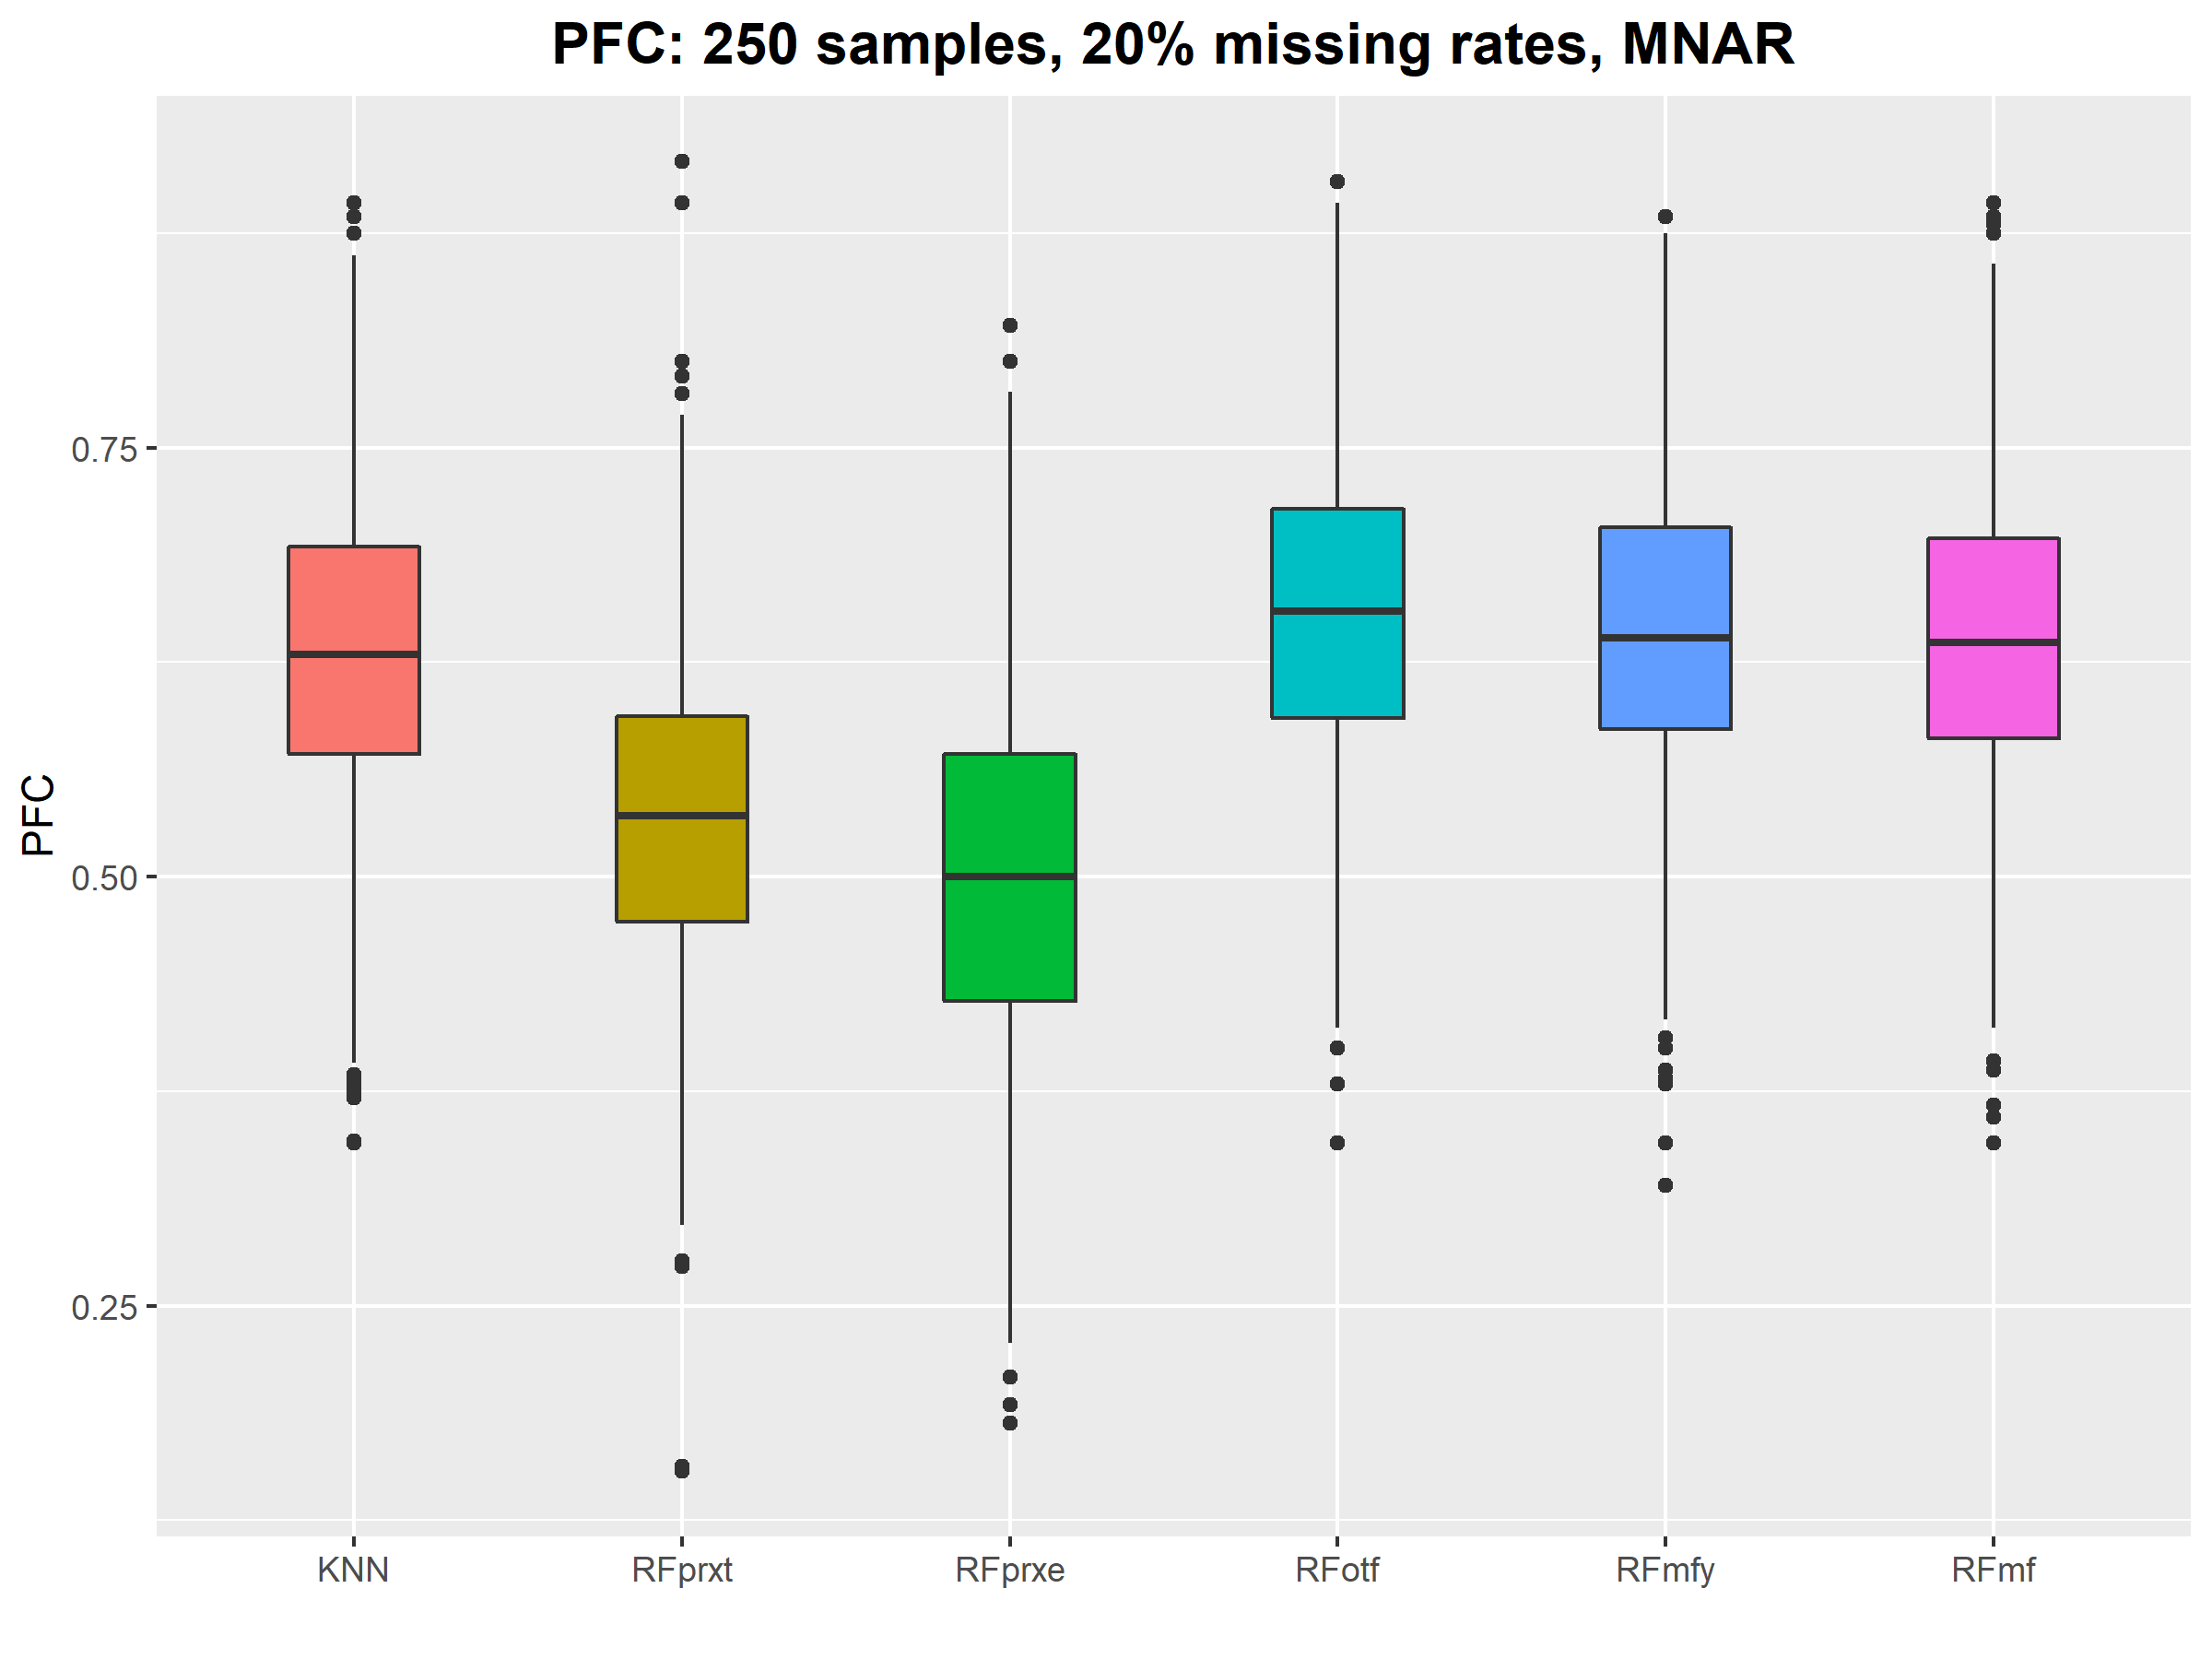 PFC: 250 samples, 20% missing rates, MNAR
PFC
0.75
0.50
0.25
KNN RFprxt RFprxe RFotf RFmfy RFmf